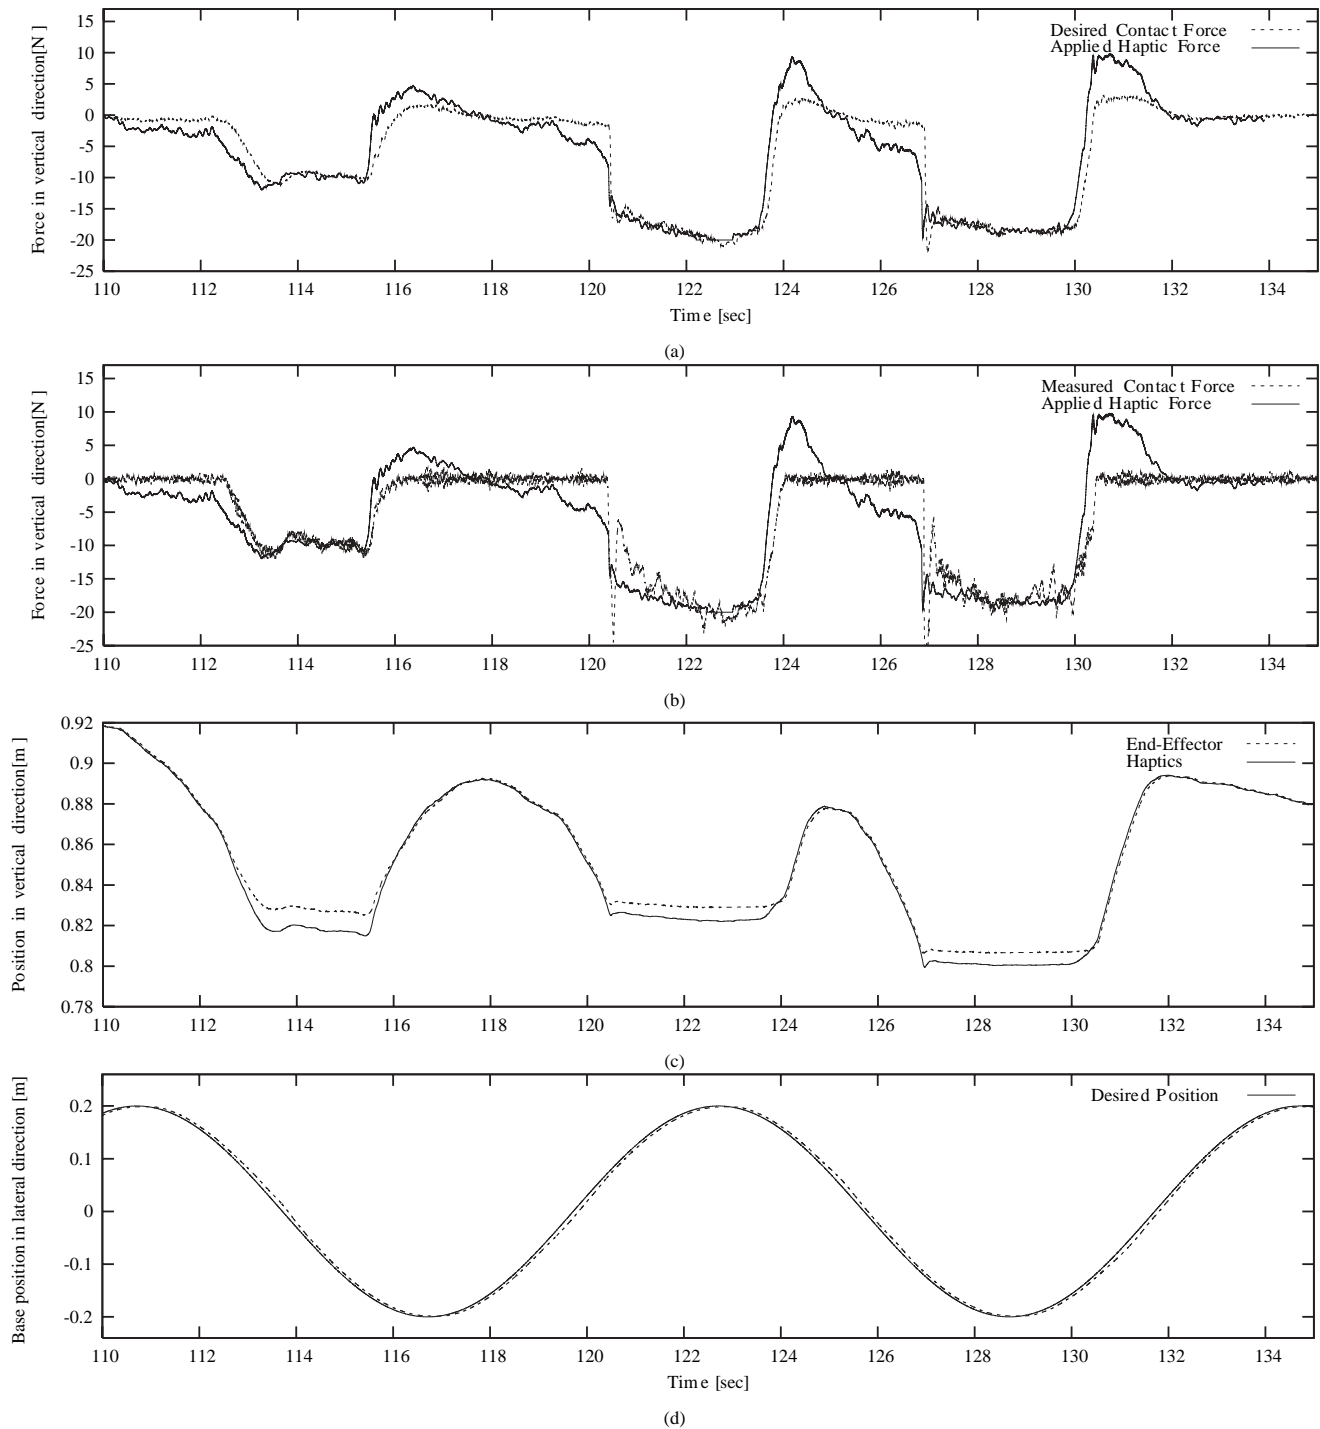 Force in vertical direction[N ]
15
10
5
0
-5
-10
-15
-20
-25
Desired Contact Force
Applied Haptic Force
110 112 114 116 118 120 122 124 126 128 130 132 134
Time [sec]
(a)
Force in vertical direction[N ]
15
10
5
0
-5
-10
-15
-20
-25
Measured Contact Force
Applied Haptic Force
110 112 114 116 118 120 122 124 126 128 130 132 134
(b)
Position in vertical direction[m ]
0.92
0.9
0.88
0.86
0.84
0.82
0.8
0.78
End-Effector
Haptics
110 112 114 116 118 120 122 124 126 128 130 132 134
(c)
Base position in lateral direction [m]
0.2
0.1
0
-0.1
-0.2
Desired Position
110 112 114 116 118 120 122 124 126 128 130 132 134
Time [sec]
(d)